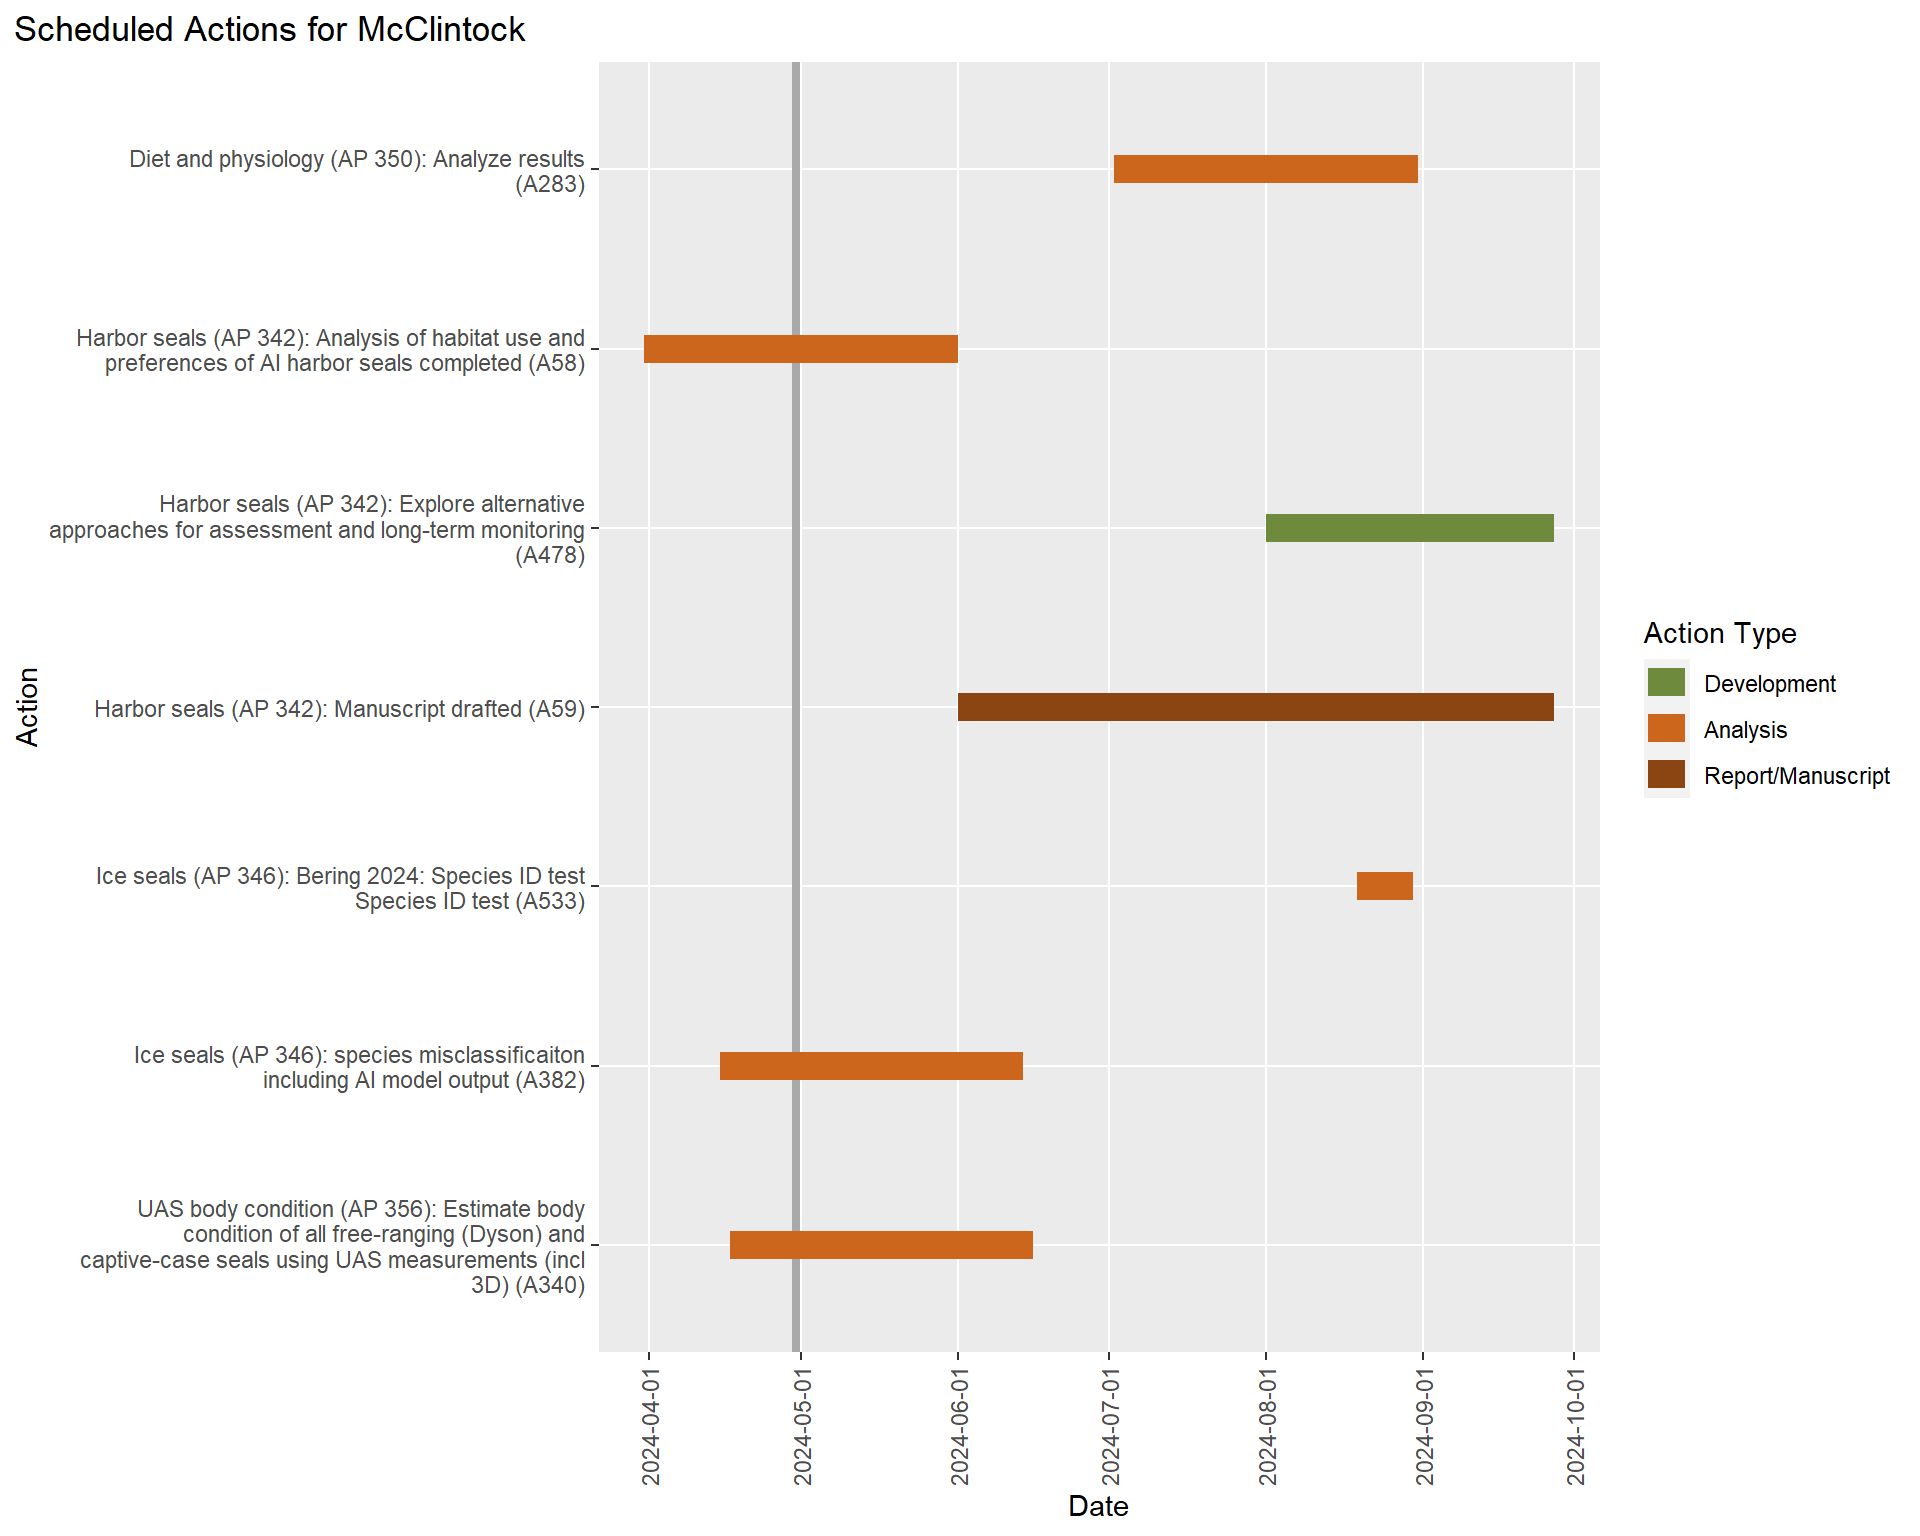 Scheduled Actions for McClintock
Diet and physiology (AP 350): Analyze results
(A283)
Harbor seals (AP 342): Analysis of habitat use and
preferences of AI harbor seals completed (A58)
Harbor seals (AP 342): Explore alternative
approaches for assessment and long-term monitoring
(A478)
Harbor seals (AP 342): Manuscript drafted (A59)
Ice seals (AP 346): Bering 2024: Species ID test
Species ID test (A533)
Ice seals (AP 346): species misclassificaiton
including AI model output (A382)
UAS body condition (AP 356): Estimate body
condition of all free-ranging (Dyson) and
captive-case seals using UAS measurements (incl
3D) (A340)
Action
2024-04-01
2024-05-01
2024-06-01
2024-07-01
2024-08-01
2024-09-01
2024-10-01
Date
Action Type
Development
Analysis
Report/Manuscript